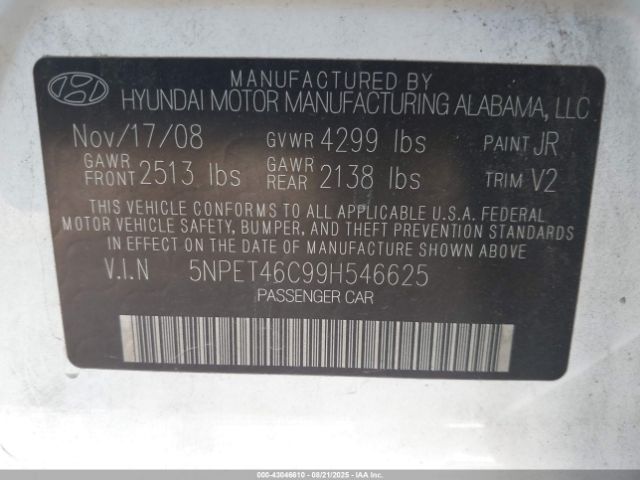 MANUFACTURED BY
HYUNDAI MOTOR MANUFACTURING ALABAMA, LLC
Nov/17/08 GVWR 4299 lbs PAINT JR
GAWR FRONT 2513 lbs GAWR REAR 2138 lbs TRIM V2
THIS VEHICLE CONFORMS TO ALL APPLICABLE U.S.A. FEDERAL
MOTOR VEHICLE SAFETY, BUMPER, AND THEFT PREVENTION STANDARDS
IN EFFECT ON THE DATE OF MANUFACTURE SHOWN ABOVE
V.I.N 5NPET46C99H546625
PASSENGER CAR
000-43046610 - 08/21/2025 - IAAI.COM